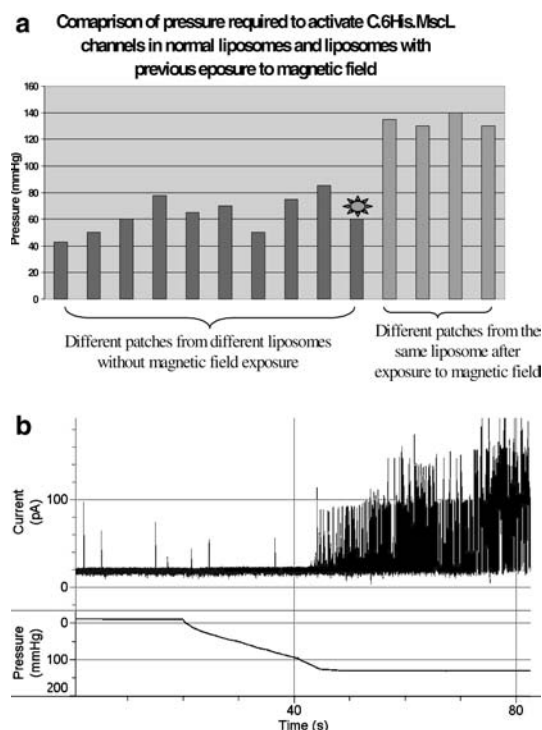 a
Comaprison of pressure required to activate C.6His.MscL
channels in normal liposomes and liposomes with
previous eposure to magnetic field
160
140
120
100
80
60
40
20
0
Pressure (mmHg)
Different patches from different liposomes
without magnetic field exposure
Different patches from the
same liposome after
exposure to magnetic field
b
Current
(pA)
100
0
Pressure
(mmHg)
0
100
200
40
80
Time (s)